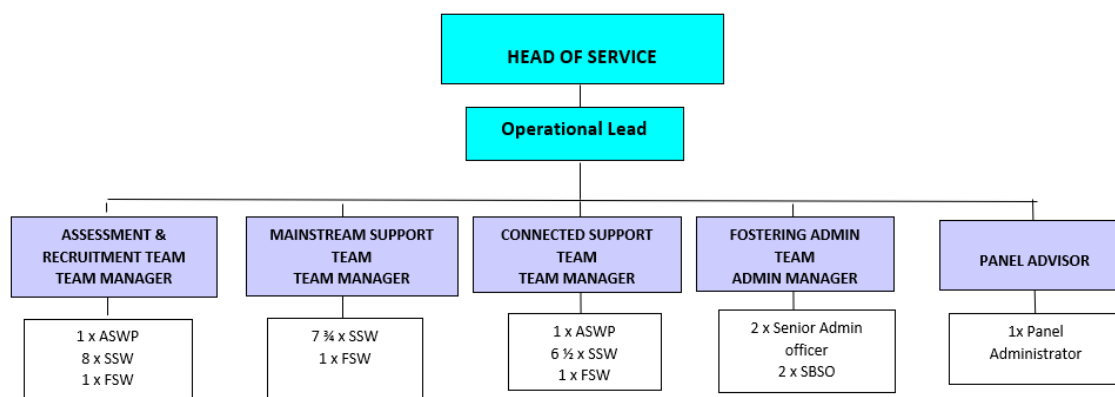 HEAD OF SERVICE
Operational Lead
ASSESSMENT &
RECRUITMENT TEAM
TEAM MANAGER
MAINSTREAM SUPPORT
TEAM
TEAM MANAGER
CONNECTED SUPPORT
TEAM
TEAM MANAGER
FOSTERING ADMIN
TEAM
ADMIN MANAGER
PANEL ADVISOR
1 x ASWP
8 x SSW
1 x FSW
7 ¾ x SSW
1 x FSW
1 x ASWP
6 ½ x SSW
1 x FSW
2 x Senior Admin
officer
2 x SBSO
1x Panel
Administrator